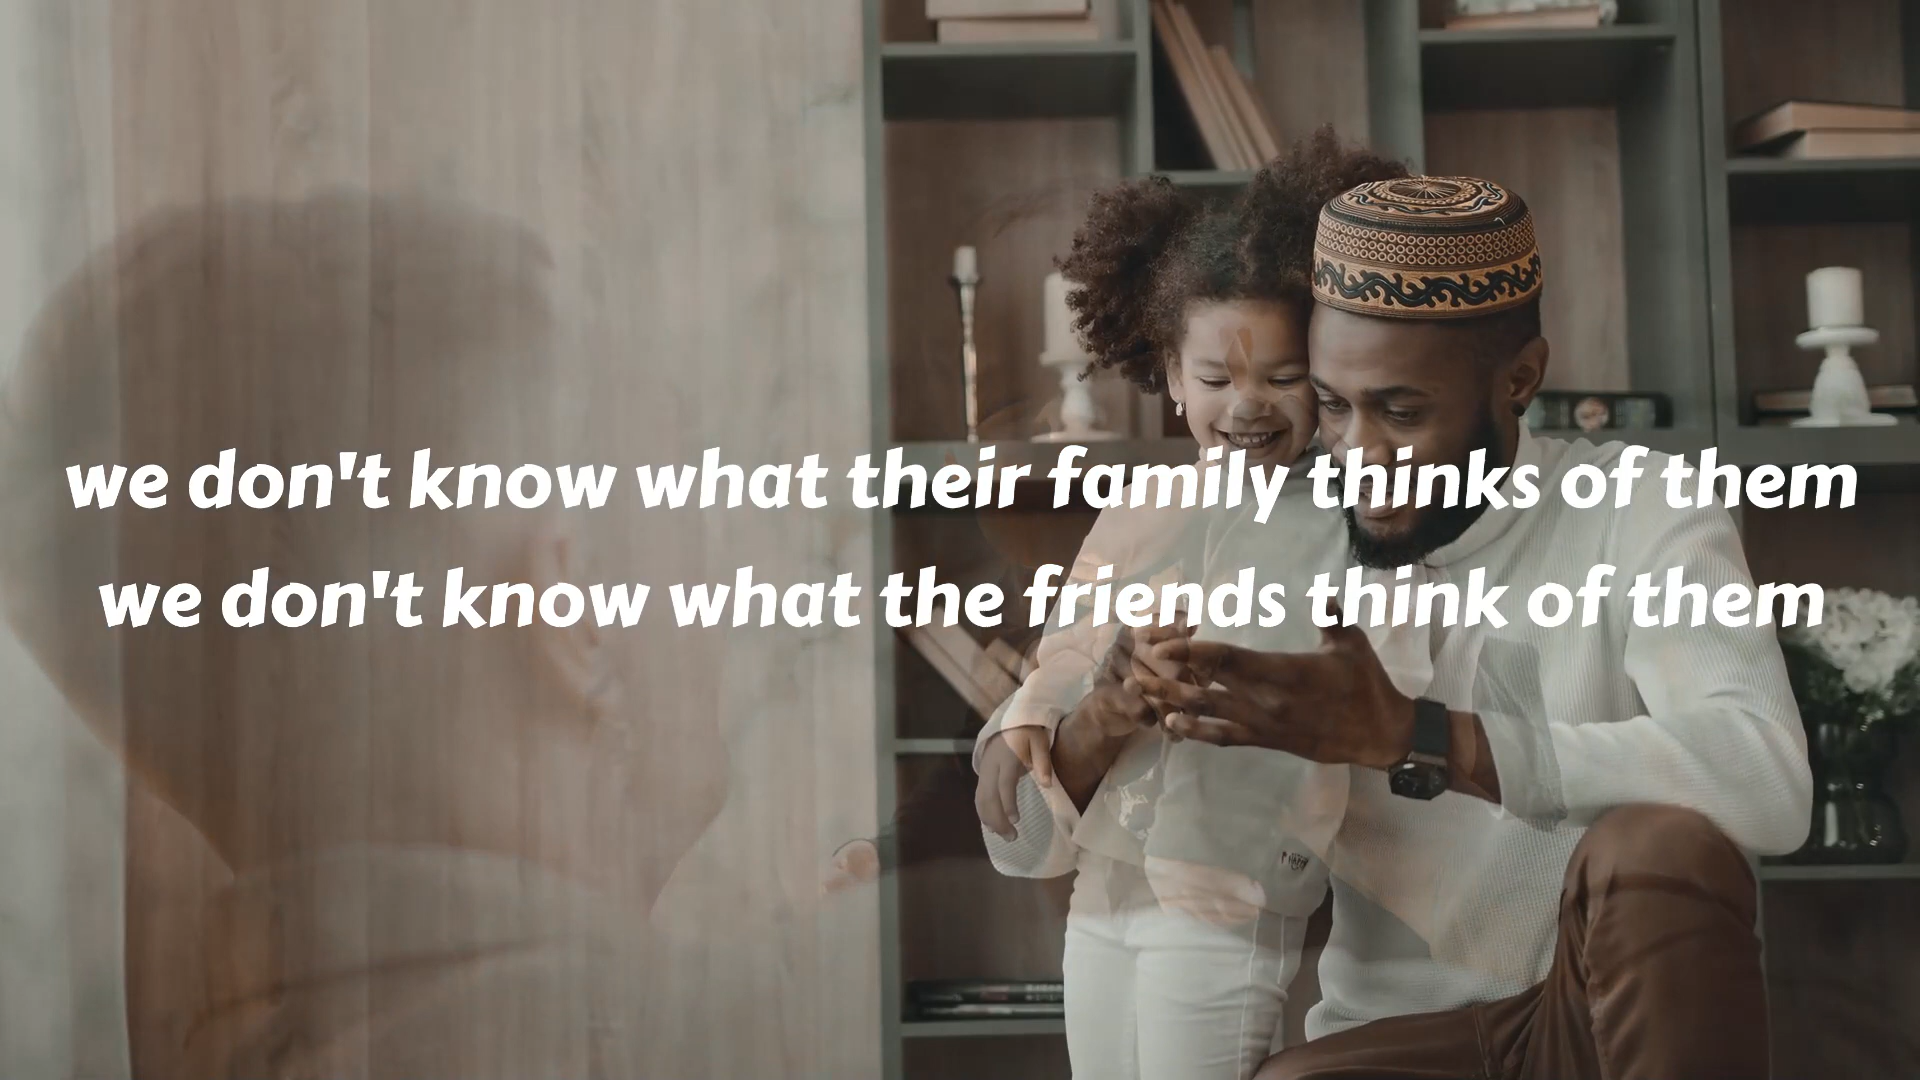 we don't know what their family thinks of them
we don't know what the friends think of them